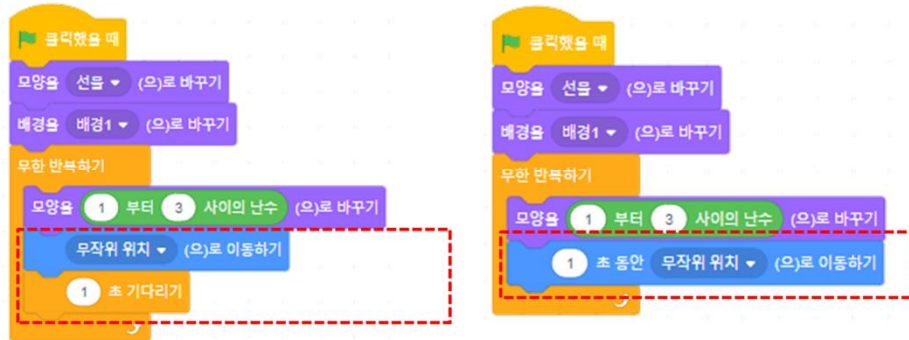 클릭했을 때
모양을 선물 (으)로 바꾸기
배경을 배경1 (으)로 바꾸기
무한 반복하기
모양을 1 부터 3 사이의 난수 (으)로 바꾸기
무작위 위치 (으)로 이동하기
1 초 기다리기
클릭했을 때
모양을 선물 (으)로 바꾸기
배경을 배경1 (으)로 바꾸기
무한 반복하기
모양을 1 부터 3 사이의 난수 (으)로 바꾸기
1 초 동안 무작위 위치 (으)로 이동하기